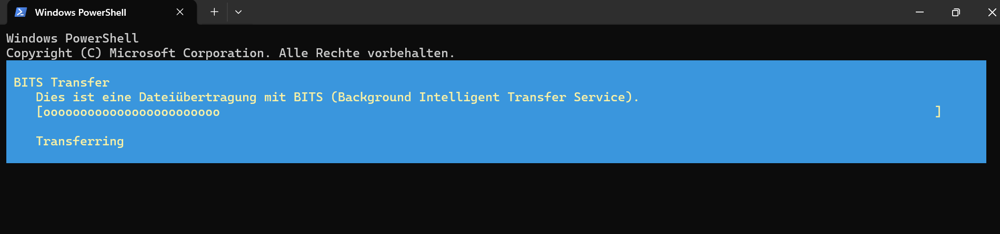 Windows PowerShell
Windows PowerShell
Copyright (C) Microsoft Corporation. Alle Rechte vorbehalten.
BITS Transfer
Dies ist eine Dateiübertragung mit BITS (Background Intelligent Transfer Service).
[oooooooooooooooooooooooo ]
Transferring